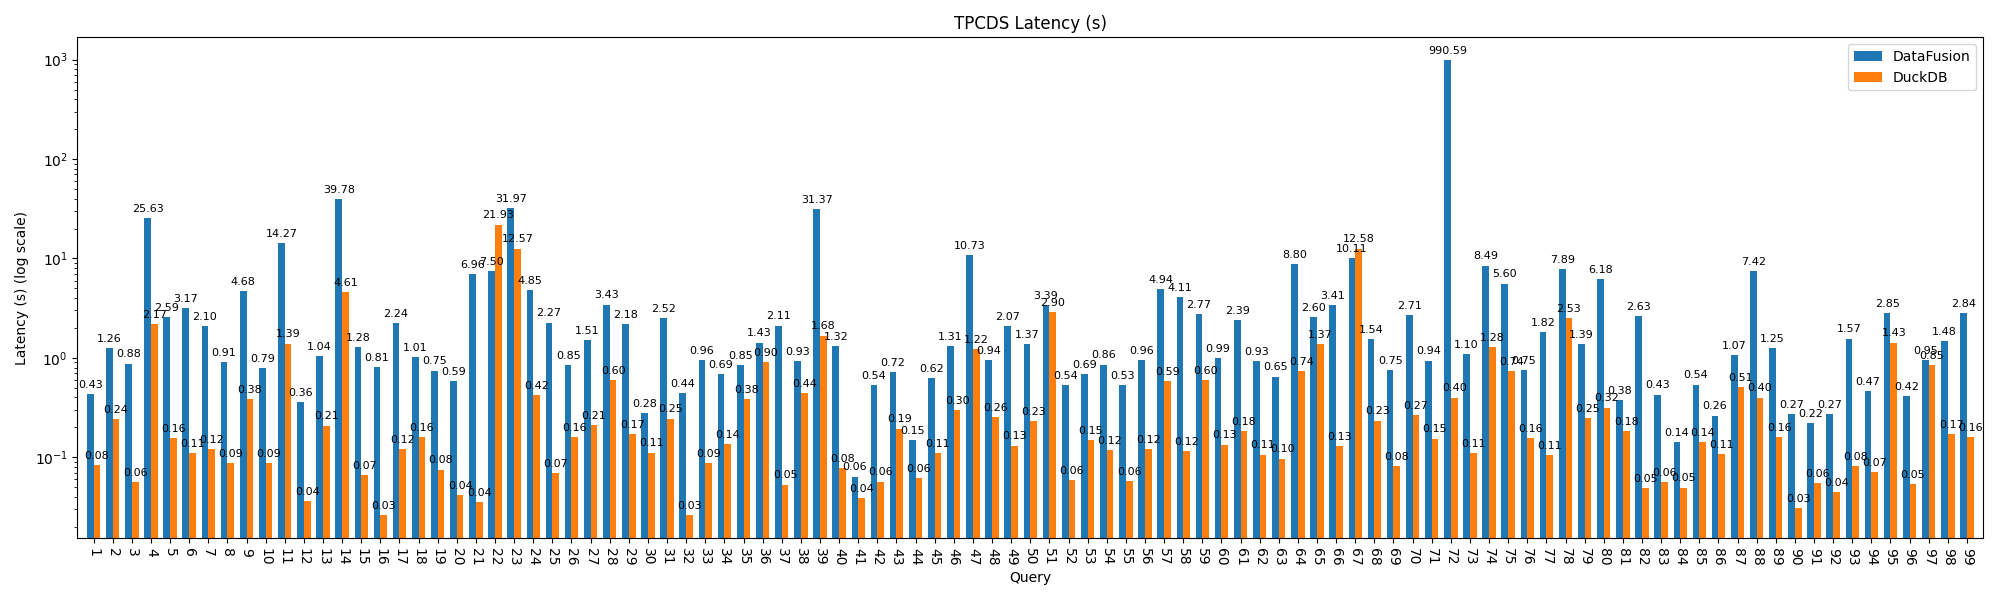 TPCDS Latency (s)
DataFusion
DuckDB
Latency (s) (log scale)
10³
10²
10¹
10⁰
10⁻¹
0.43 1.26 0.88 25.63 2.59 3.17 2.10 0.91 4.68 0.79 14.27 0.36 1.04 39.78 1.28 0.81 2.24 1.01 0.75 0.59 6.96 7.50 31.97 4.85 2.27 0.85 1.51 3.43 2.18 0.28 2.52 0.44 0.96 0.69 0.85 1.43 2.11 0.93 31.37 1.32 0.06 0.54 0.72 0.15 0.62 1.31 10.73 0.94 2.07 1.37 3.39 0.54 0.69 0.86 0.53 0.96 4.94 4.11 2.77 0.99 2.39 0.93 0.65 8.80 2.60 3.41 10.11 1.54 0.75 2.71 0.94 990.59 1.10 8.49 5.60 0.75 1.82 7.89 1.39 6.18 0.38 2.63 0.43 0.14 0.54 0.26 1.07 7.42 1.25 0.27 0.22 0.27 1.57 0.47 2.85 0.42 0.95 1.48 2.84
0.08 0.24 0.06 2.17 0.16 0.11 0.12 0.09 0.38 0.09 1.39 0.04 0.21 4.61 0.07 0.03 0.12 0.16 0.08 0.04 0.04 21.93 12.57 0.42 0.07 0.16 0.21 0.60 0.17 0.11 0.25 0.03 0.09 0.14 0.38 0.90 0.05 0.44 1.68 0.08 0.04 0.06 0.19 0.06 0.11 0.30 1.22 0.26 0.13 0.23 2.90 0.06 0.15 0.12 0.06 0.12 0.59 0.12 0.60 0.13 0.18 0.11 0.10 0.74 1.37 0.13 12.58 0.23 0.08 0.27 0.15 0.40 0.11 1.28 0.74 0.16 0.11 2.53 0.25 0.32 0.18 0.05 0.06 0.05 0.14 0.11 0.51 0.40 0.16 0.03 0.06 0.04 0.08 0.07 1.43 0.05 0.85 0.17 0.16
1 2 3 4 5 6 7 8 9 10 11 12 13 14 15 16 17 18 19 20 21 22 23 24 25 26 27 28 29 30 31 32 33 34 35 36 37 38 39 40 41 42 43 44 45 46 47 48 49 50 51 52 53 54 55 56 57 58 59 60 61 62 63 64 65 66 67 68 69 70 71 72 73 74 75 76 77 78 79 80 81 82 83 84 85 86 87 88 89 90 91 92 93 94 95 96 97 98 99
Query